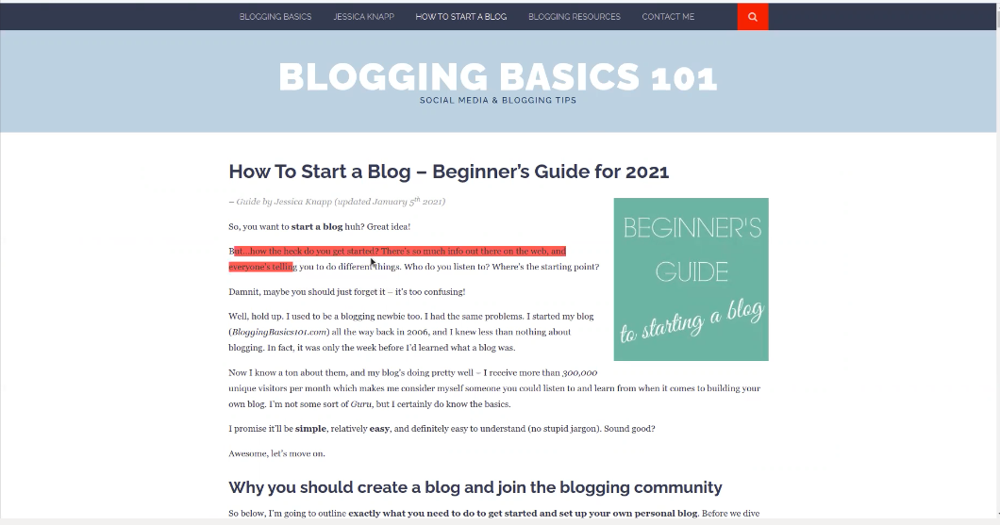 BLOGGING BASICS JESSICA KNAPP HOW TO START A BLOG BLOGGING RESOURCES CONTACT ME
BLOGGING BASICS 101
SOCIAL MEDIA & BLOGGING TIPS
How To Start a Blog – Beginner's Guide for 2021
– Guide by Jessica Knapp (updated January 5th 2021)
So, you want to start a blog huh? Great idea!
But...how the heck do you get started? There's so much info out there on the web, and
everyone's telling you to do different things. Who do you listen to? Where's the starting point?
Damnit, maybe you should just forget it – it's too confusing!
Well, hold up. I used to be a blogging newbie too. I had the same problems. I started my blog
(BloggingBasics101.com) all the way back in 2006, and I knew less than nothing about
blogging. In fact, it was only the week before I'd learned what a blog was.
Now I know a ton about them, and my blog's doing pretty well – I receive more than 300,000
unique visitors per month which makes me consider myself someone you could listen to and learn from when it comes to building your
own blog. I'm not some sort of Guru, but I certainly do know the basics.
I promise it'll be simple, relatively easy, and definitely easy to understand (no stupid jargon). Sound good?
Awesome, let's move on.
BEGINNER'S
GUIDE
to starting a blog
Why you should create a blog and join the blogging community
So below, I'm going to outline exactly what you need to do to get started and set up your own personal blog. Before we dive